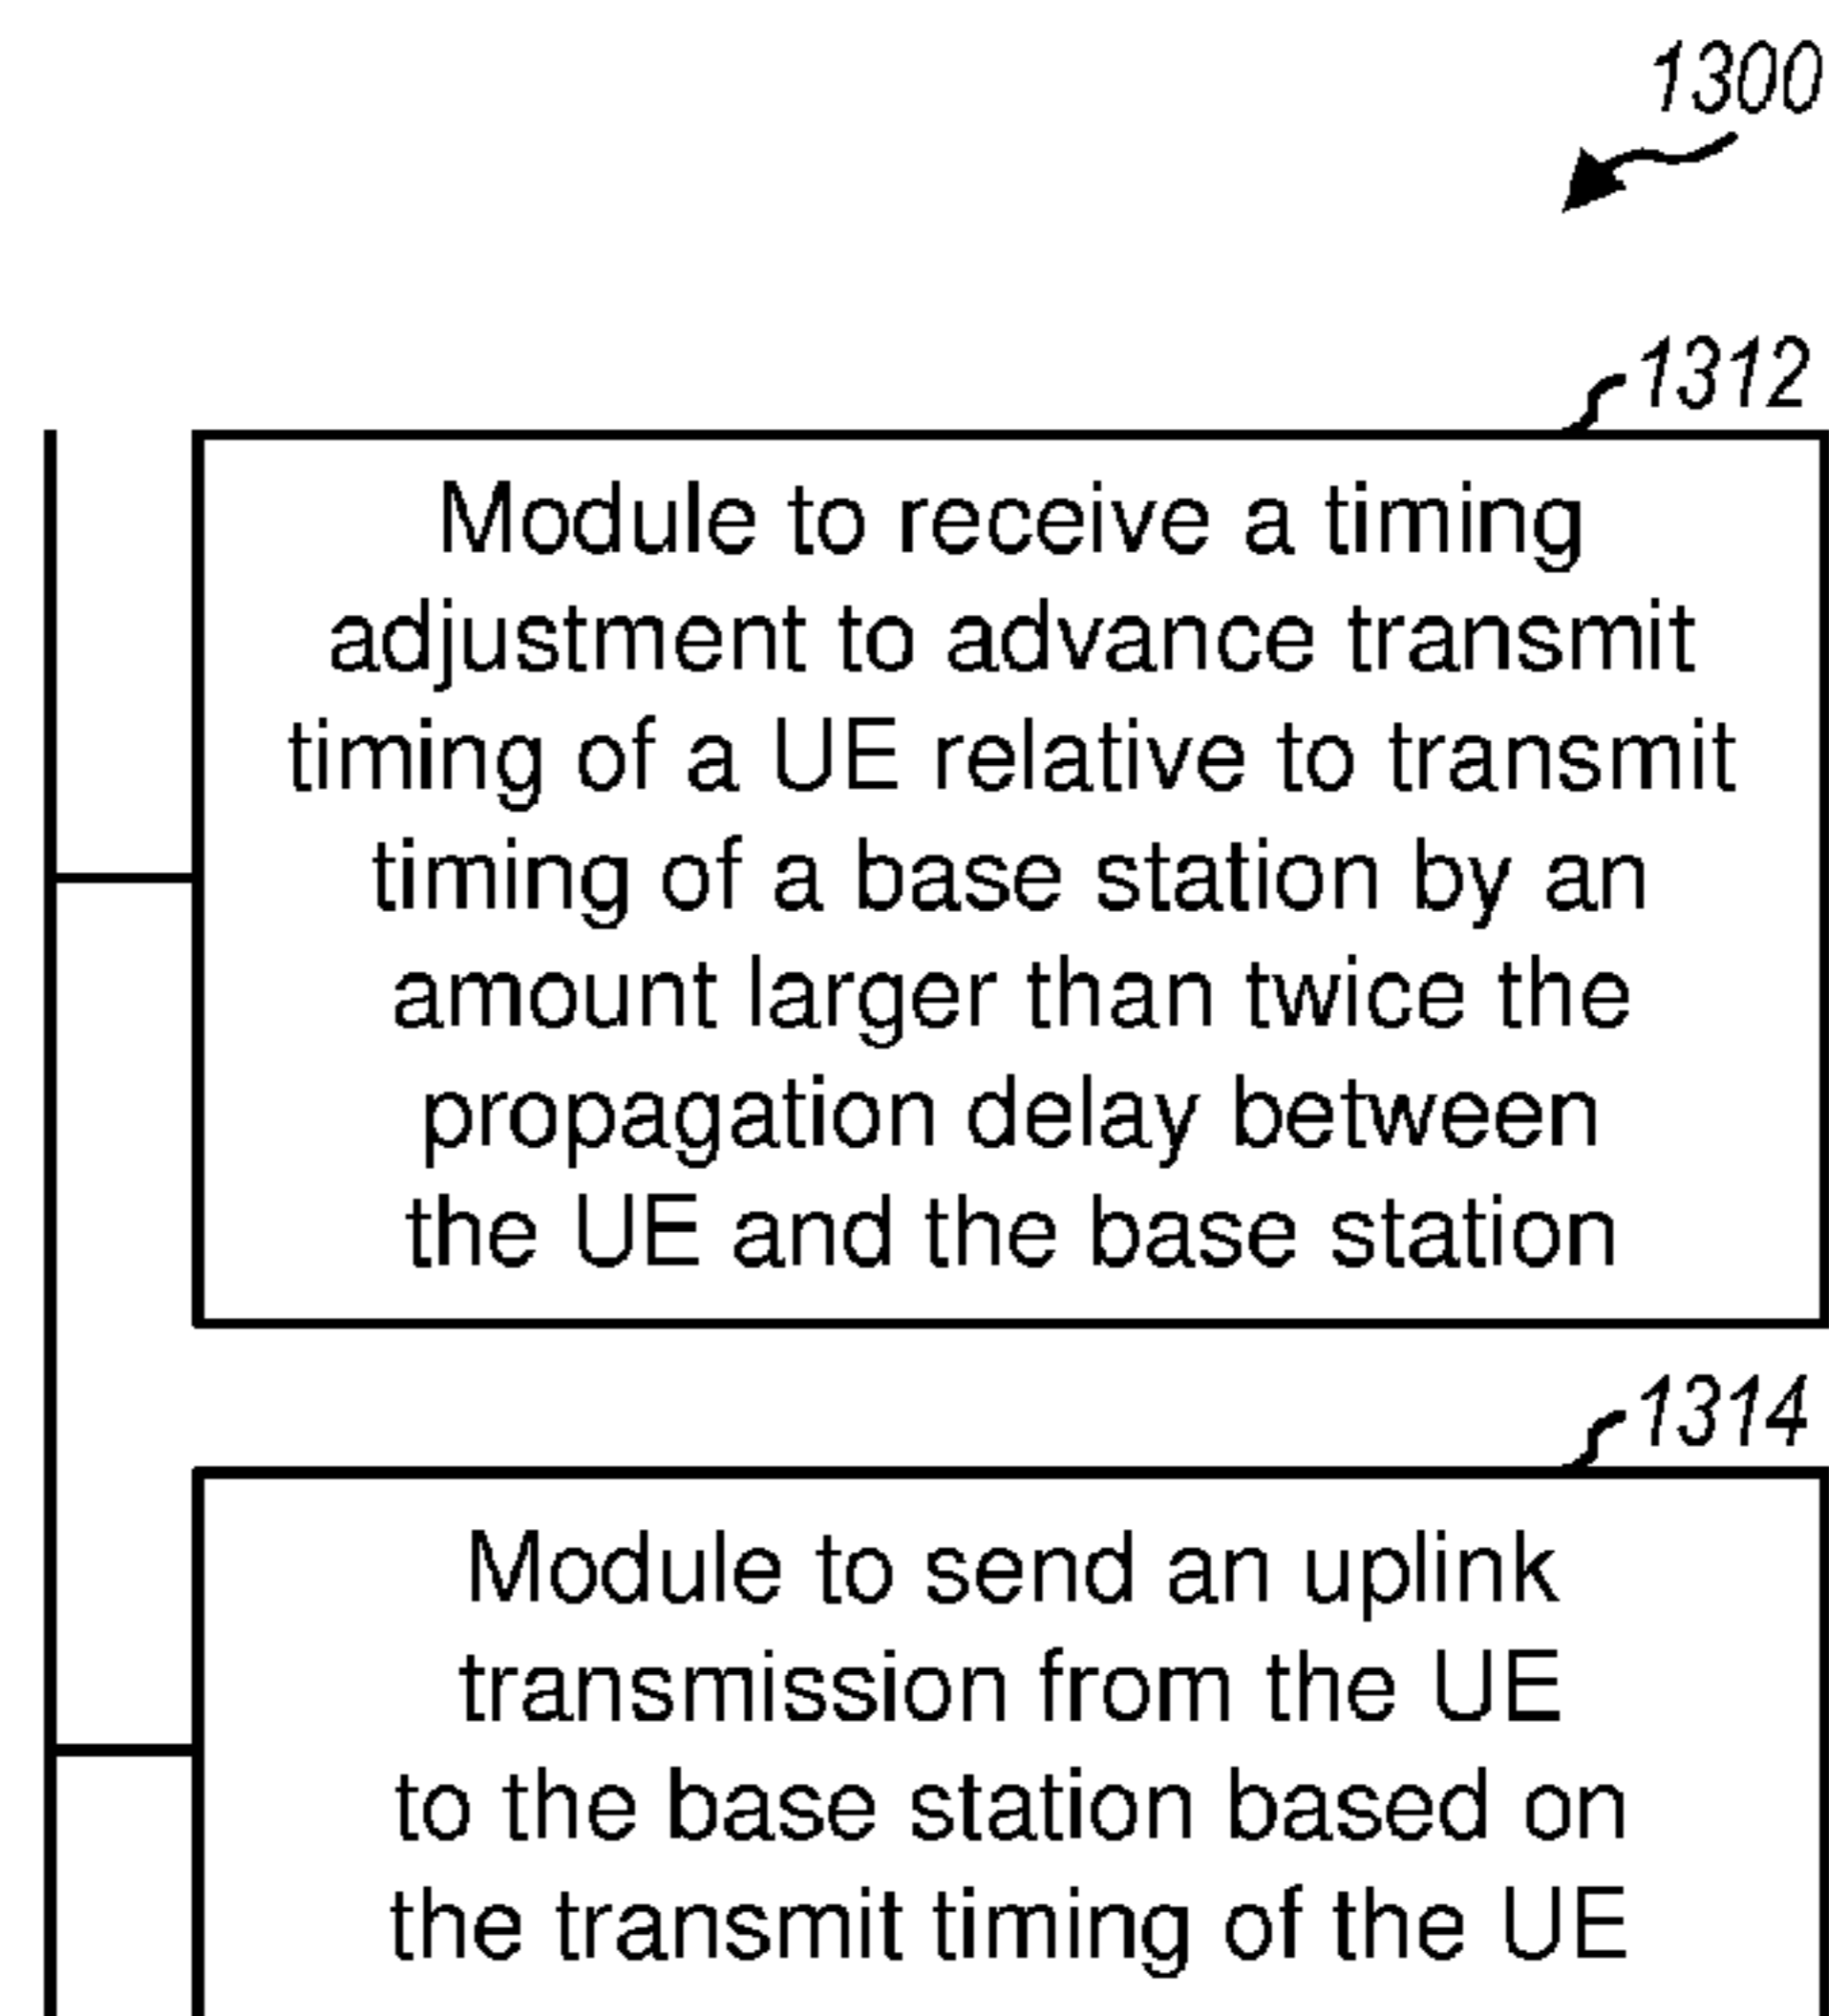 1300
1312
Module to receive a timing
adjustment to advance transmit
timing of a UE relative to transmit
timing of a base station by an
amount larger than twice the
propagation delay between
the UE and the base station
1314
Module to send an uplink
transmission from the UE
to the base station based on
the transmit timing of the UE